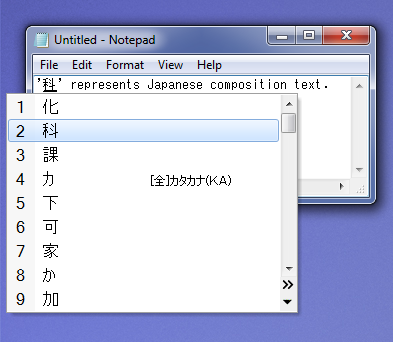 Untitled - Notepad
File Edit Format View Help
'科' represents Japanese composition text.
1 化
2 科
3 課
4 カ [全]カタカナ(KA)
5 下
6 可
7 家
8 か
9 加